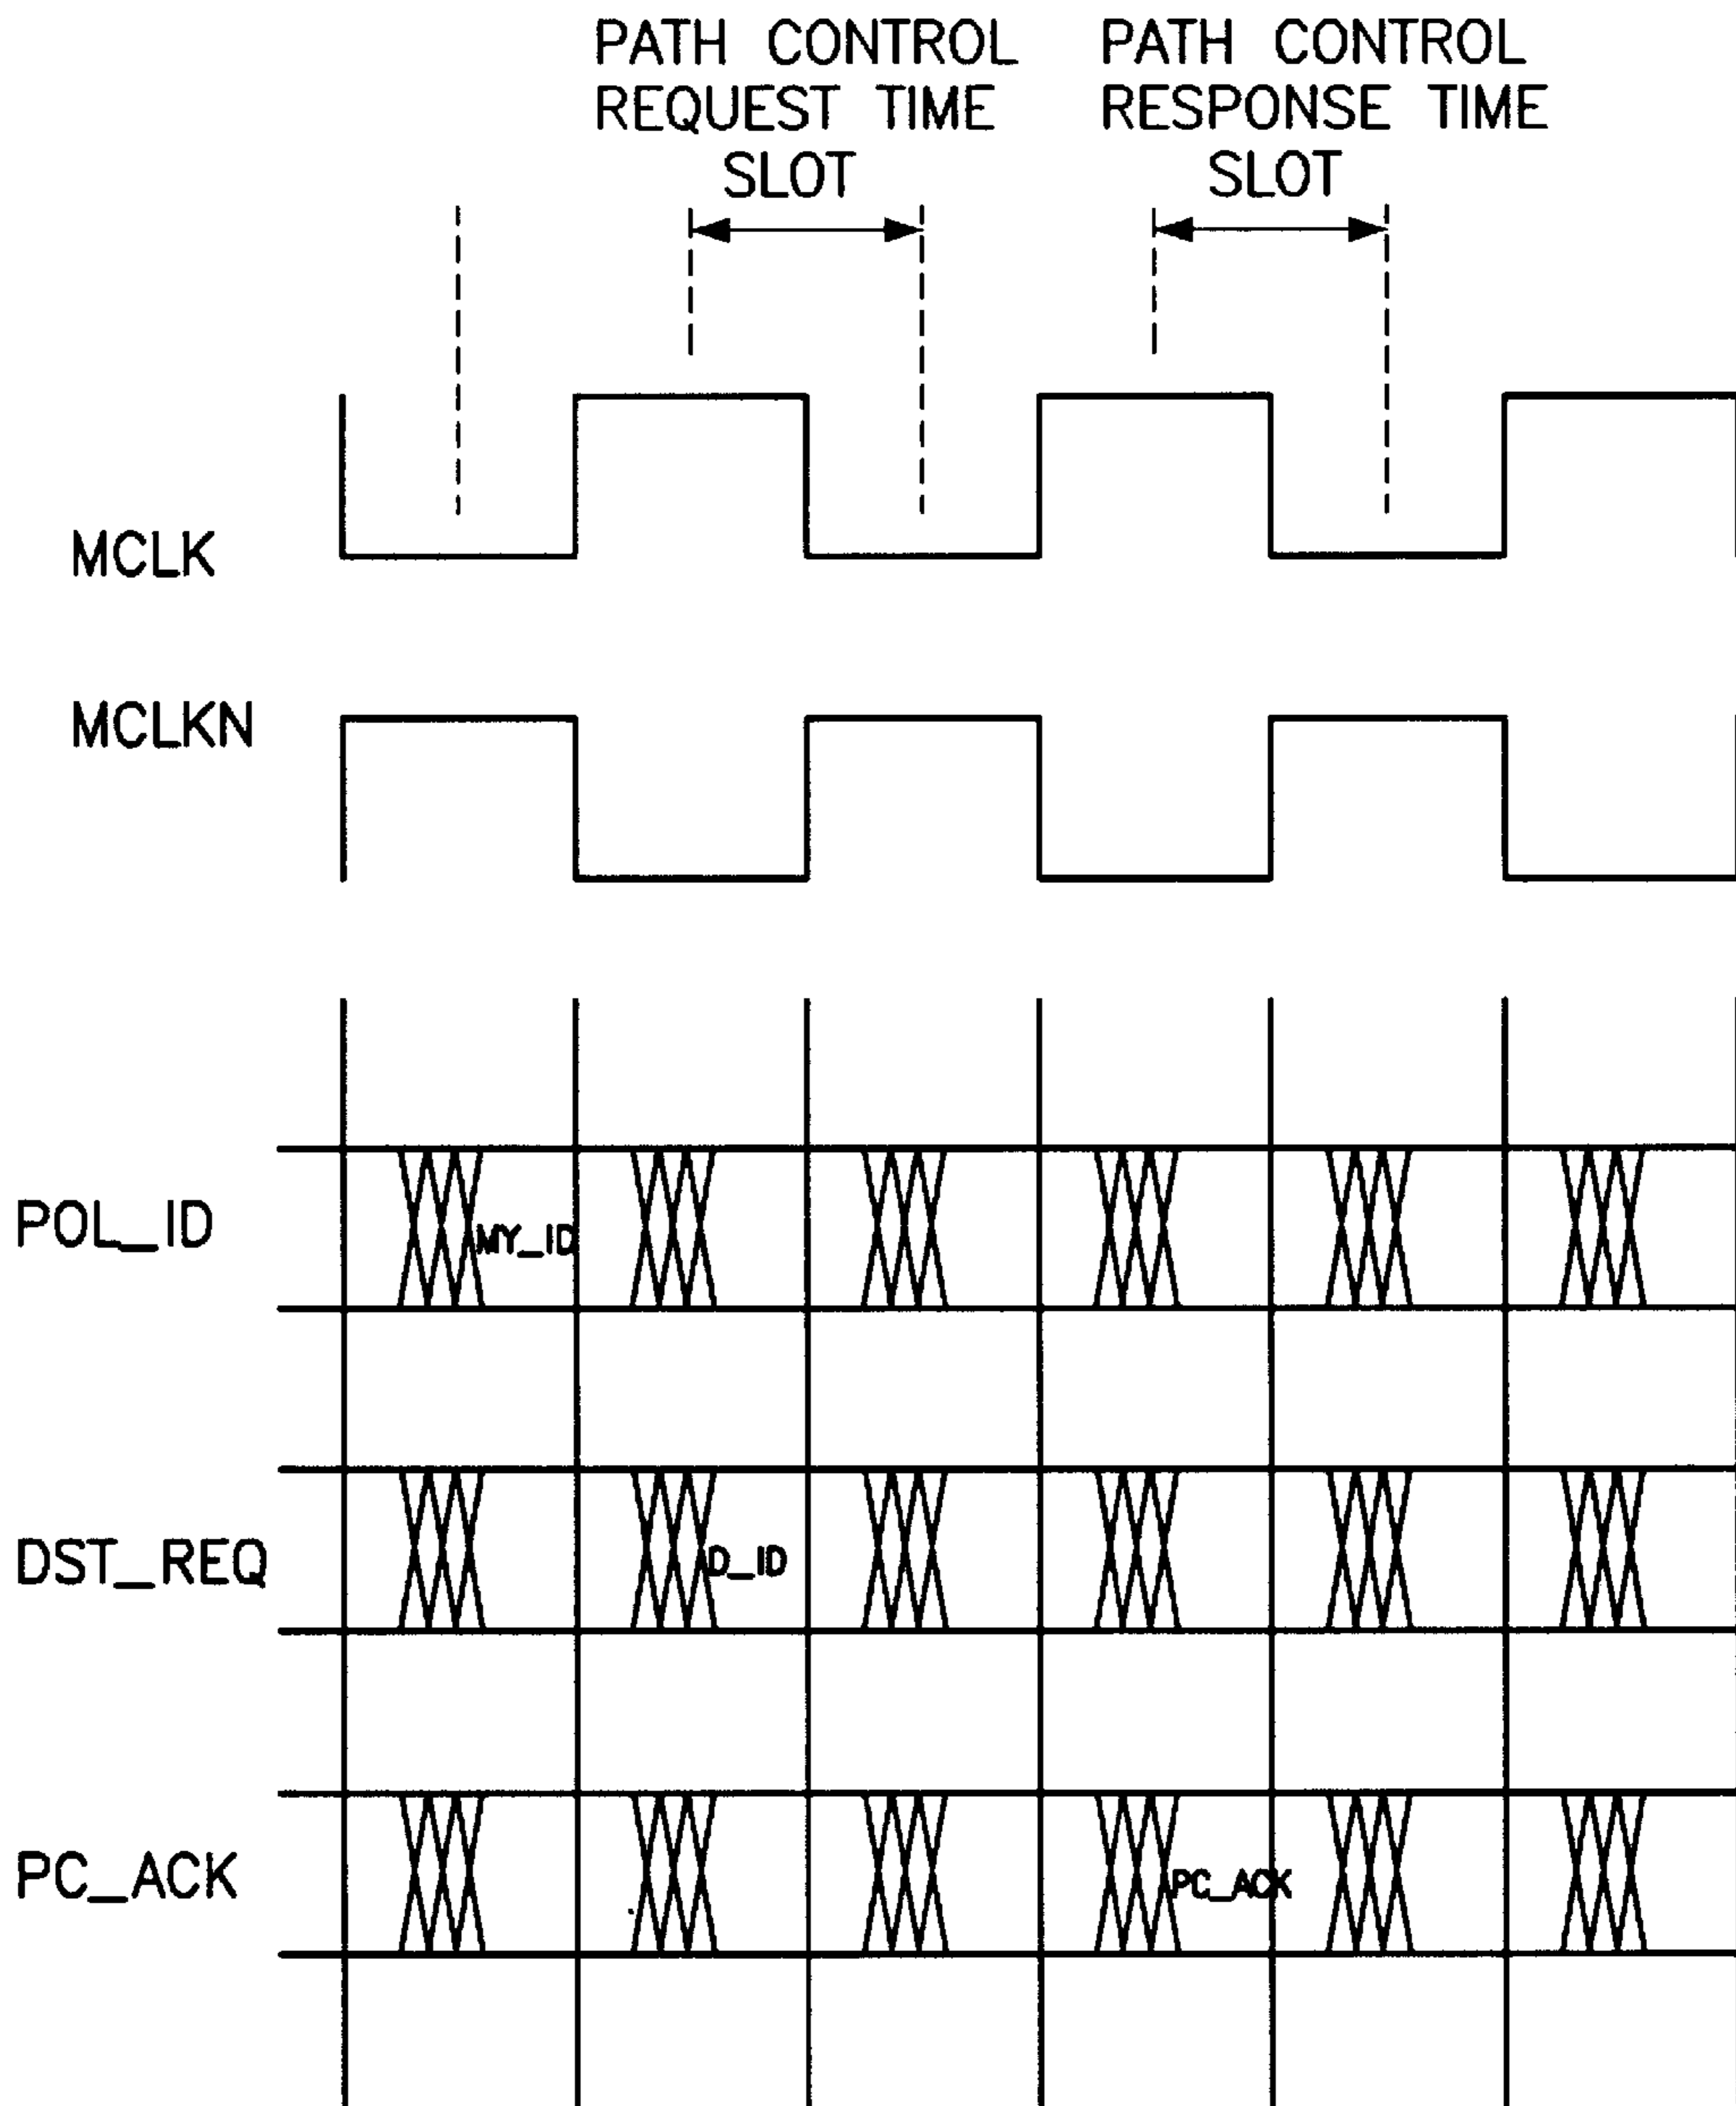 PATH CONTROL
REQUEST TIME
SLOT
PATH CONTROL
RESPONSE TIME
SLOT
MCLK
MCLKN
POL_ID
MY_ID
DST_REQ
D_ID
PC_ACK
PC_ACK